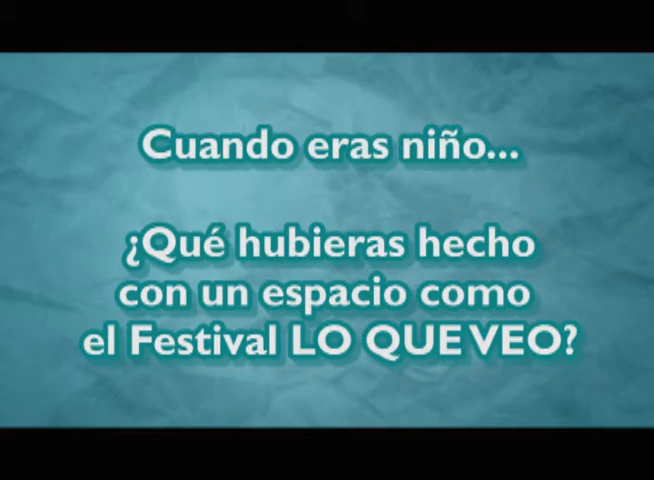 Cuando eras niño...
¿Qué hubieras hecho
con un espacio como
el Festival LO QUE VEO?